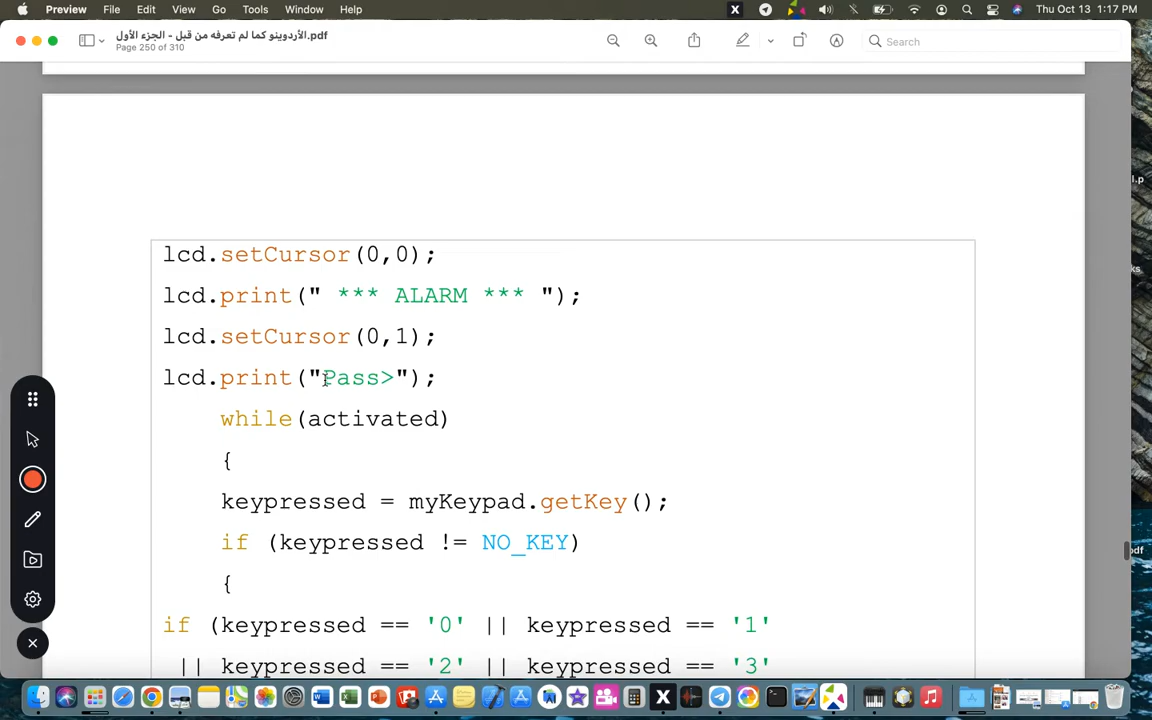 Preview File Edit View Go Tools Window Help Thu Oct 13 1:17 PM
الأردوينو كما لم تعرفه من قبل - الجزء الأول.pdf
Page 250 of 310
Search
lcd.setCursor(0,0);
lcd.print(" *** ALARM *** ");
lcd.setCursor(0,1);
lcd.print("Pass>");
while(activated)
{
keypressed = myKeypad.getKey();
if (keypressed != NO_KEY)
{
if (keypressed == '0' || keypressed == '1'
|| keypressed == '2' || keypressed == '3'